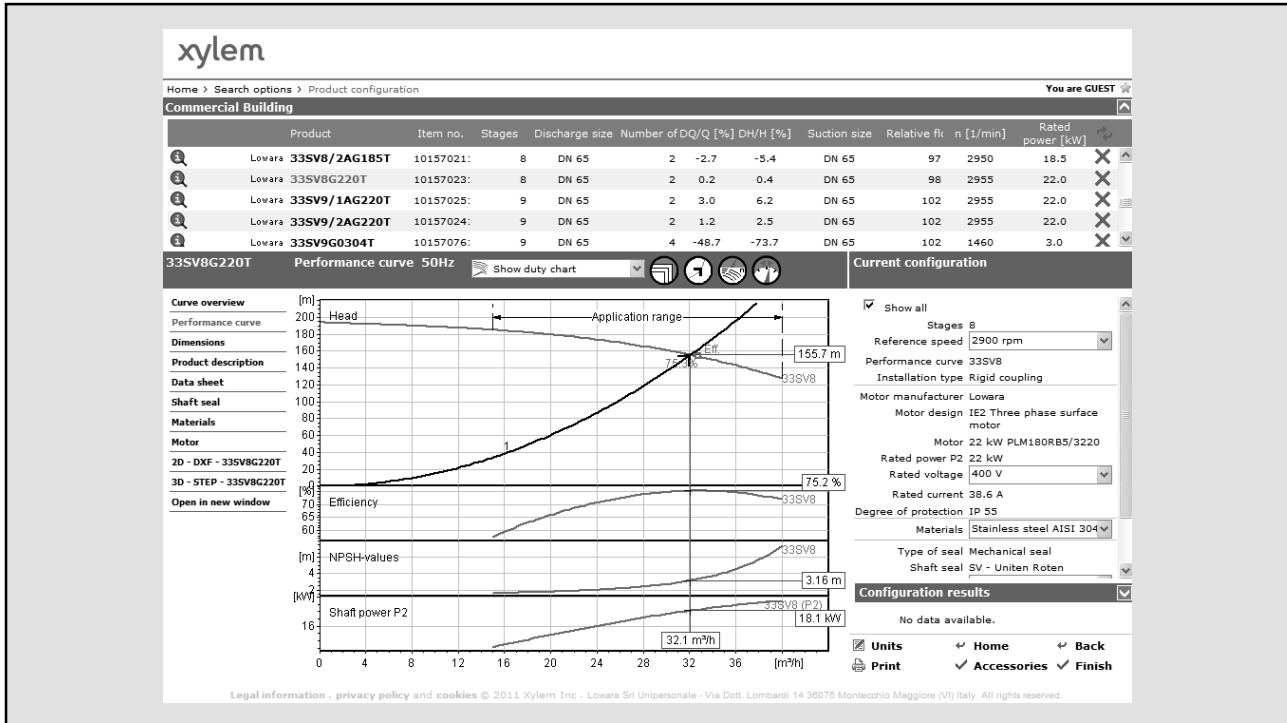 xylem
Home > Search options > Product configuration
You are GUEST
Commercial Building
Product Item no. Stages Discharge size Number of DQ/Q [%] DH/H [%] Suction size Relative flc n [1/min] Rated power [kW]
Lowara 33SV8/2AG185T 10157021: 8 DN 65 2 -2.7 -5.4 DN 65 97 2950 18.5
Lowara 33SV8G220T 10157023: 8 DN 65 2 0.2 0.4 DN 65 98 2955 22.0
Lowara 33SV9/1AG220T 10157025: 9 DN 65 2 3.0 6.2 DN 65 102 2955 22.0
Lowara 33SV9/2AG220T 10157024: 9 DN 65 2 1.2 2.5 DN 65 102 2955 22.0
Lowara 33SV9G0304T 10157076: 9 DN 65 4 -48.7 -73.7 DN 65 102 1460 3.0
33SV8G220T Performance curve 50Hz Show duty chart
Curve overview
Performance curve
Dimensions
Product description
Data sheet
Shaft seal
Materials
Motor
2D - DXF - 33SV8G220T
3D - STEP - 33SV8G220T
Open in new window
[m]
Head
Application range
200
180
160
140
120
100
80
60
40
20
0
Eff.
155.7 m
33SV8
1
75.2 %
[%]
Efficiency
70
65
60
33SV8
[m]
NPSH-values
4
2
33SV8
3.16 m
[kW]
Shaft power P2
16
33SV8 (P2)
18.1 kW
32.1 m³/h
0 4 8 12 16 20 24 28 32 36 [m³/h]
Current configuration
Show all
Stages 8
Reference speed 2900 rpm
Performance curve 33SV8
Installation type Rigid coupling
Motor manufacturer Lowara
Motor design IE2 Three phase surface motor
Motor 22 kW PLM180RB5/3220
Rated power P2 22 kW
Rated voltage 400 V
Rated current 38.6 A
Degree of protection IP 55
Materials Stainless steel AISI 304
Type of seal Mechanical seal
Shaft seal SV - Uniten Roten
Configuration results
No data available.
Units Home Back
Print Accessories Finish
Legal information , privacy policy and cookies © 2011 Xylem Inc . Lowara Srl Unipersonale - Via Dott. Lombardi 14 36075 Montecchio Maggiore (VI) Italy. All rights reserved.